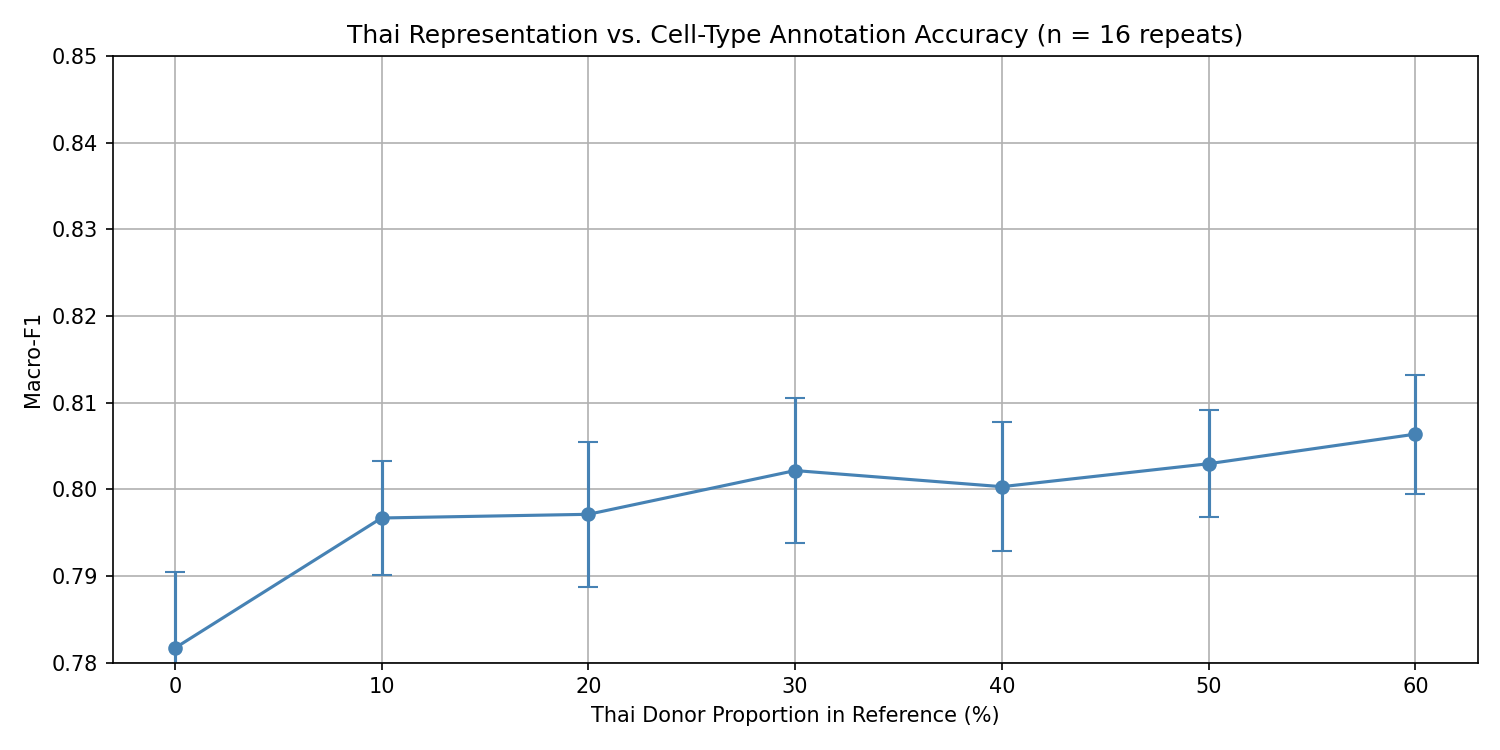 Thai Representation vs. Cell-Type Annotation Accuracy (n = 16 repeats)
0.85
0.84
0.83
0.82
0.81
0.80
0.79
0.78
Macro-F1
0 10 20 30 40 50 60
Thai Donor Proportion in Reference (%)